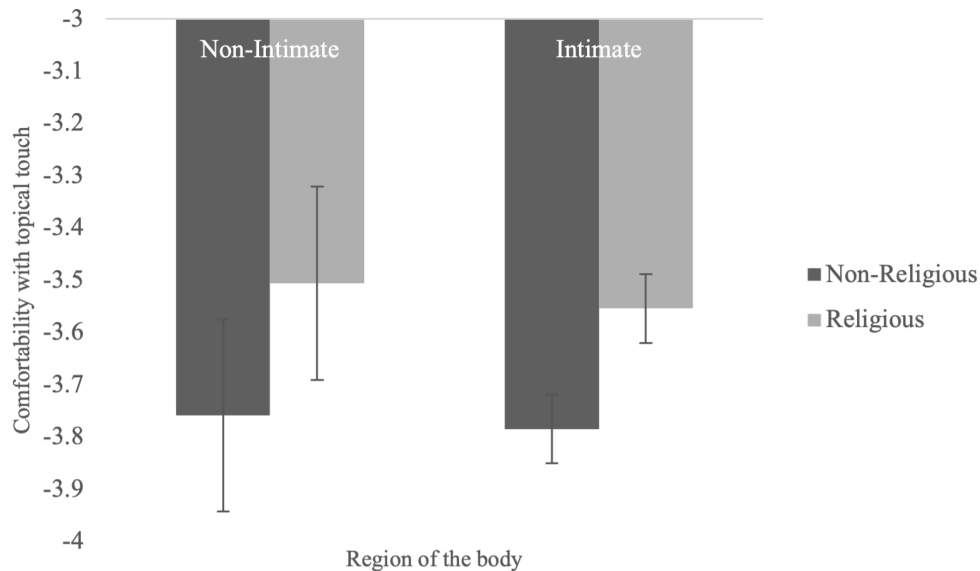 -3
Non-Intimate
Intimate
-3.1
-3.2
-3.3
-3.4
-3.5
-3.6
-3.7
-3.8
-3.9
-4
Comfortability with topical touch
Region of the body
Non-Religious
Religious